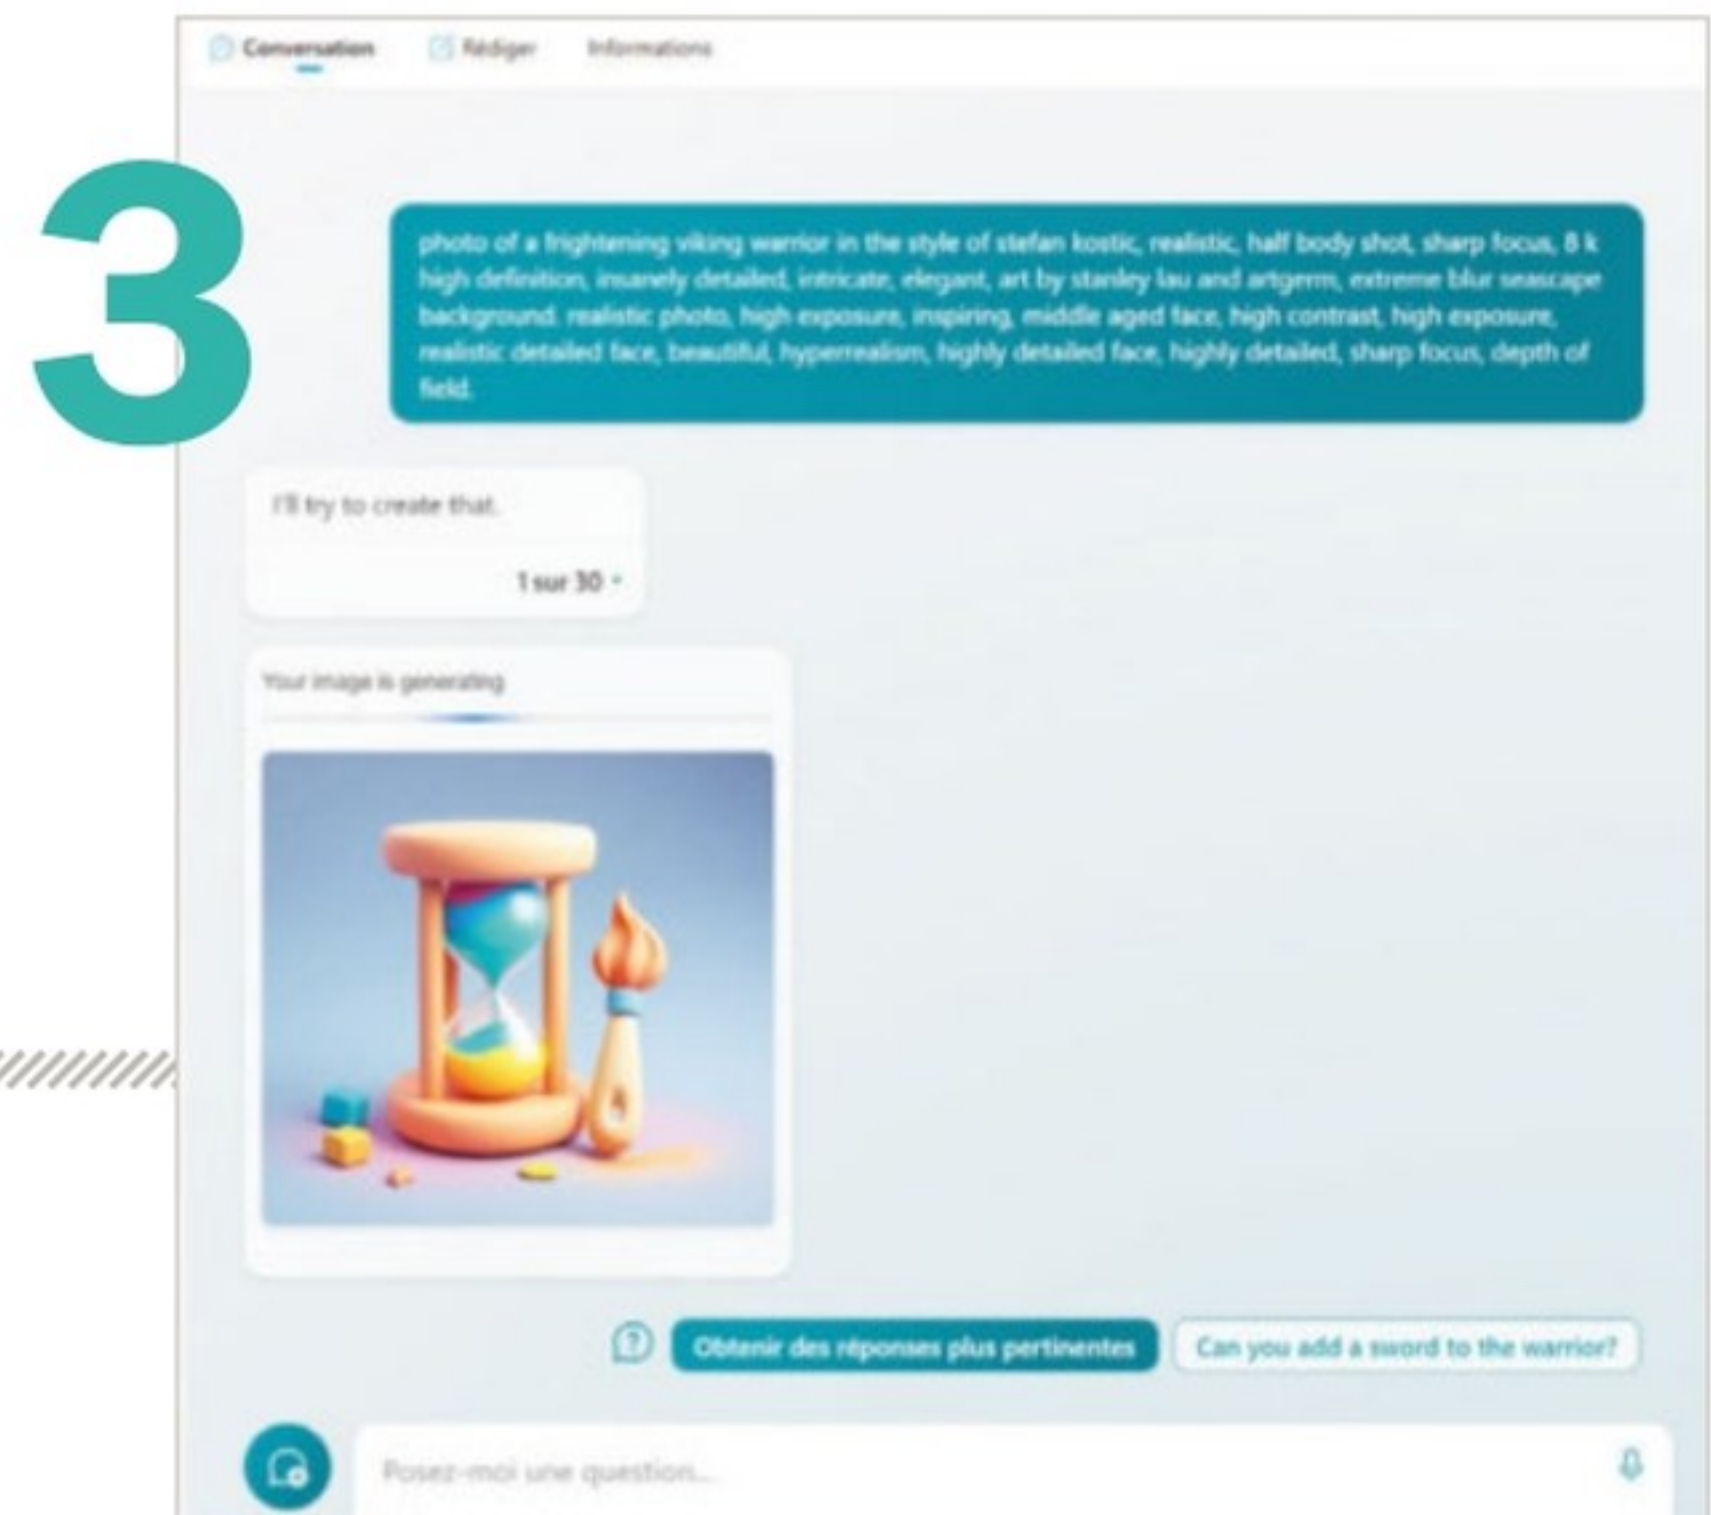 Conversation Rédiger Informations
3
photo of a frightening viking warrior in the style of stefan kostic, realistic, half body shot, sharp focus, 8 k
high definition, insanely detailed, intricate, elegant, art by stanley lau and artgerm, extreme blur seascape
background. realistic photo, high exposure, inspiring, middle aged face, high contrast, high exposure,
realistic detailed face, beautiful, hyperrealism, highly detailed face, highly detailed, sharp focus, depth of
field.
I'll try to create that.
1 sur 30
Your image is generating
Obtenir des réponses plus pertinentes
Can you add a sword to the warrior?
Posez-moi une question...